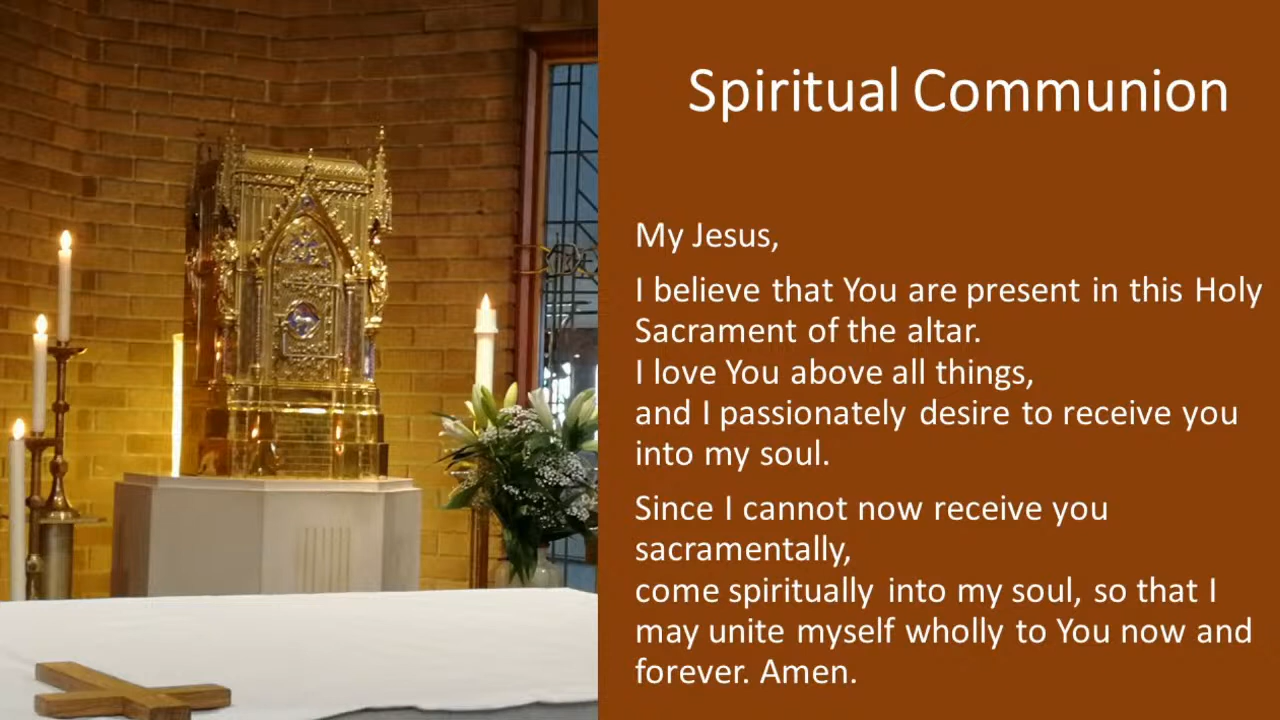 Spiritual Communion
My Jesus,
I believe that You are present in this Holy
Sacrament of the altar.
I love You above all things,
and I passionately desire to receive you
into my soul.
Since I cannot now receive you
sacramentally,
come spiritually into my soul, so that I
may unite myself wholly to You now and
forever. Amen.